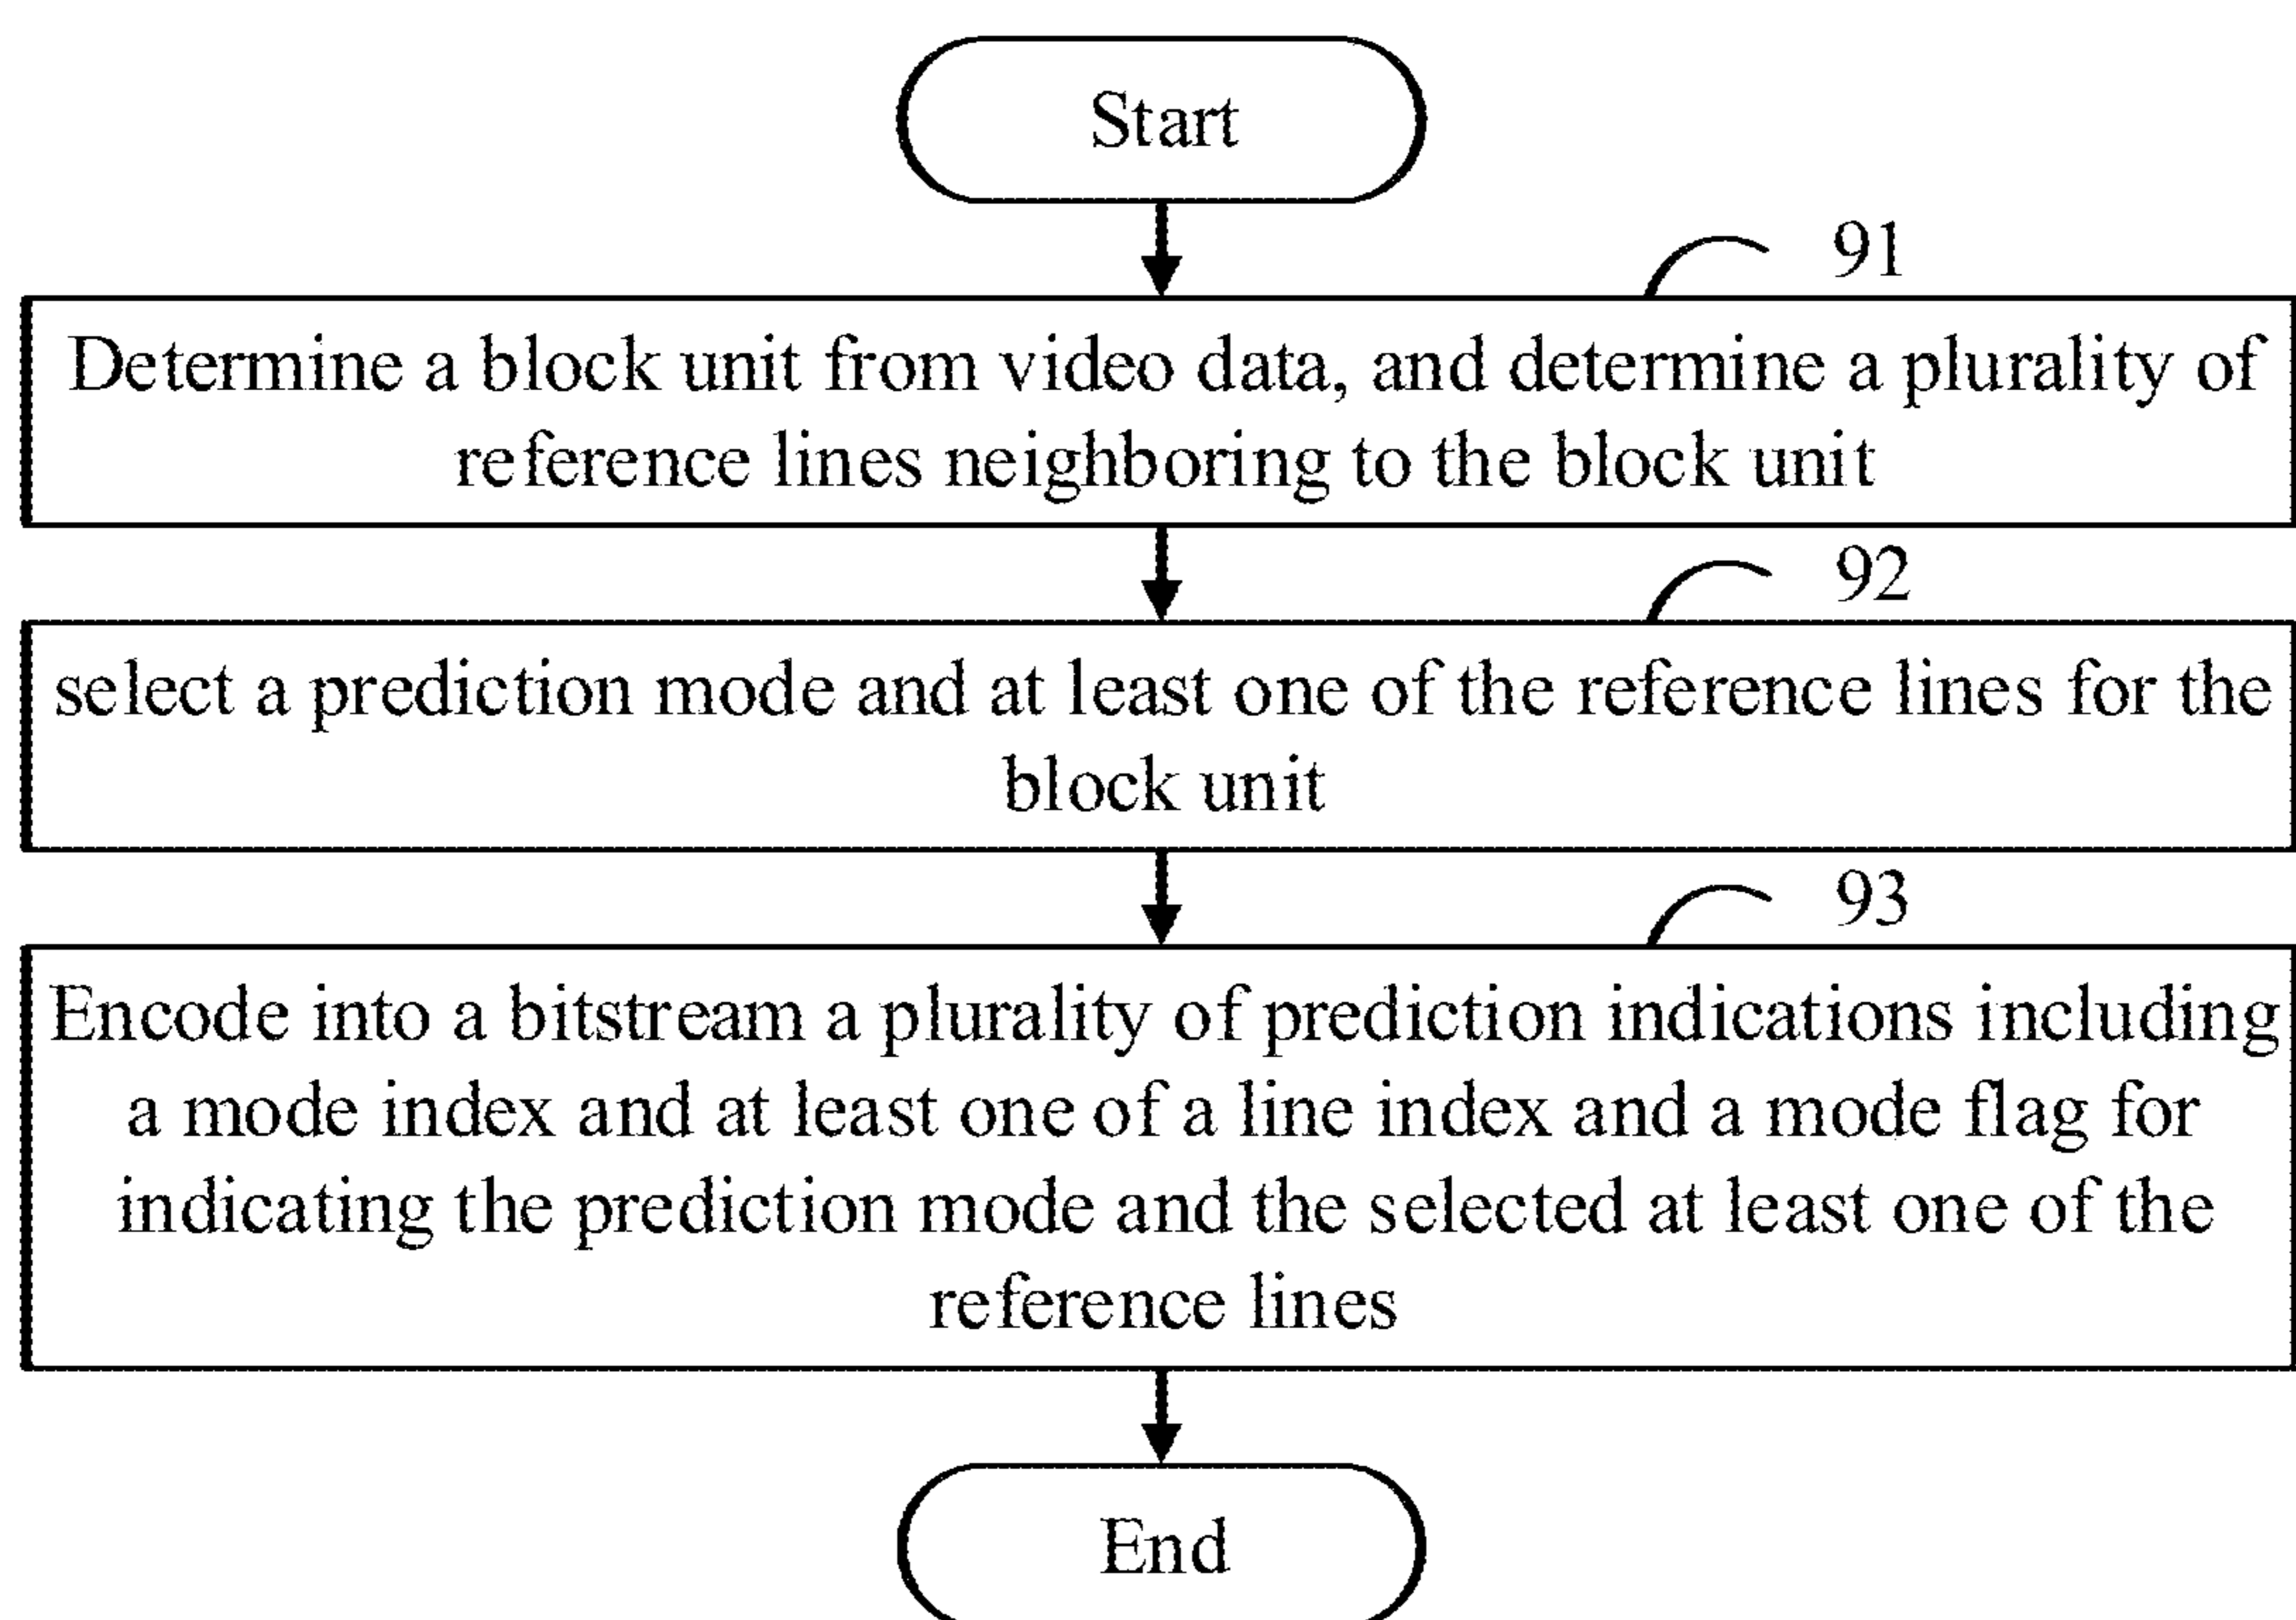 Start
91
Determine a block unit from video data, and determine a plurality of
reference lines neighboring to the block unit
92
select a prediction mode and at least one of the reference lines for the
block unit
93
Encode into a bitstream a plurality of prediction indications including
a mode index and at least one of a line index and a mode flag for
indicating the prediction mode and the selected at least one of the
reference lines
End